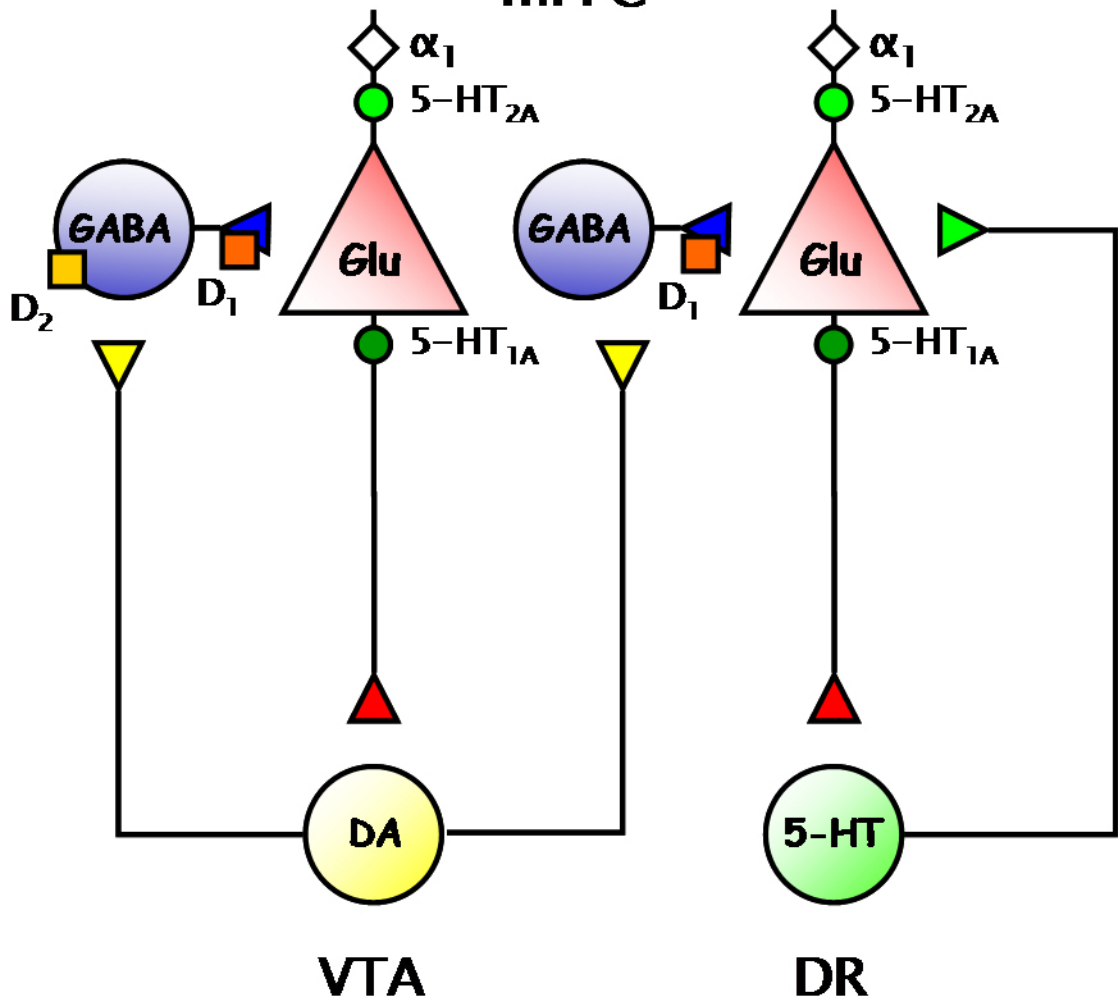 α₁ α₁
5-HT₂A 5-HT₂A
GABA GABA
Glu Glu
D₂ D₁ D₁
5-HT₁A 5-HT₁A
DA 5-HT
VTA DR